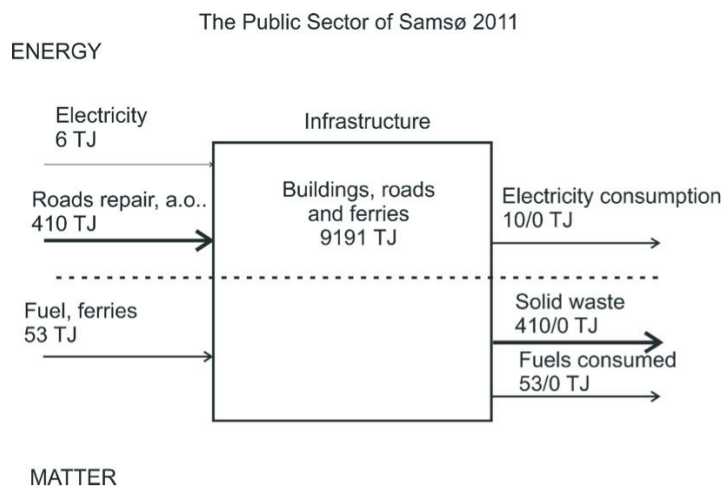 The Public Sector of Samsø 2011
ENERGY
Electricity
6 TJ
Infrastructure
Roads repair, a.o..
410 TJ
Buildings, roads
and ferries
9191 TJ
Electricity consumption
10/0 TJ
Fuel, ferries
53 TJ
Solid waste
410/0 TJ
Fuels consumed
53/0 TJ
MATTER